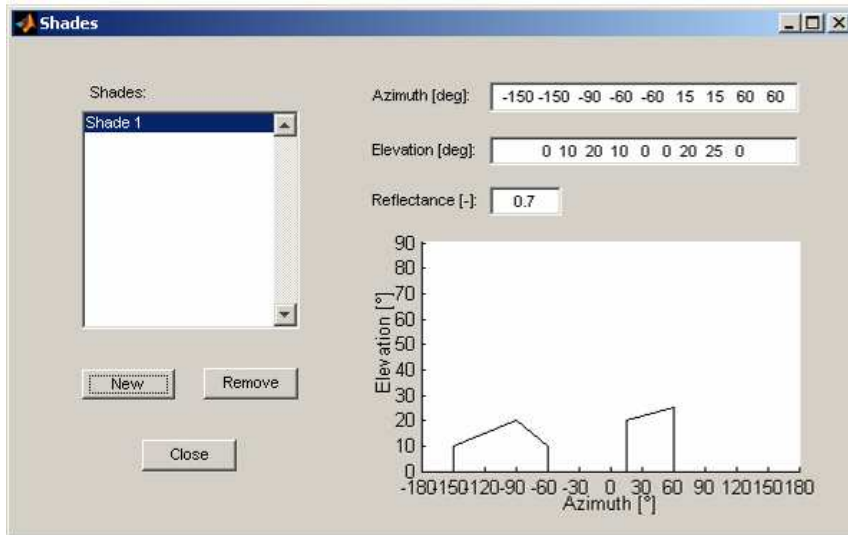 Shades
Shades:
Shade 1
New
Remove
Close
Azimuth [deg]: -150 -150 -90 -60 -60 15 15 60 60
Elevation [deg]: 0 10 20 10 0 0 20 25 0
Reflectance [-]: 0.7
90
80
70
60
50
40
30
20
10
0
Elevation [°]
-180 -150 -120 -90 -60 -30 0 30 60 90 120 150 180
Azimuth [°]